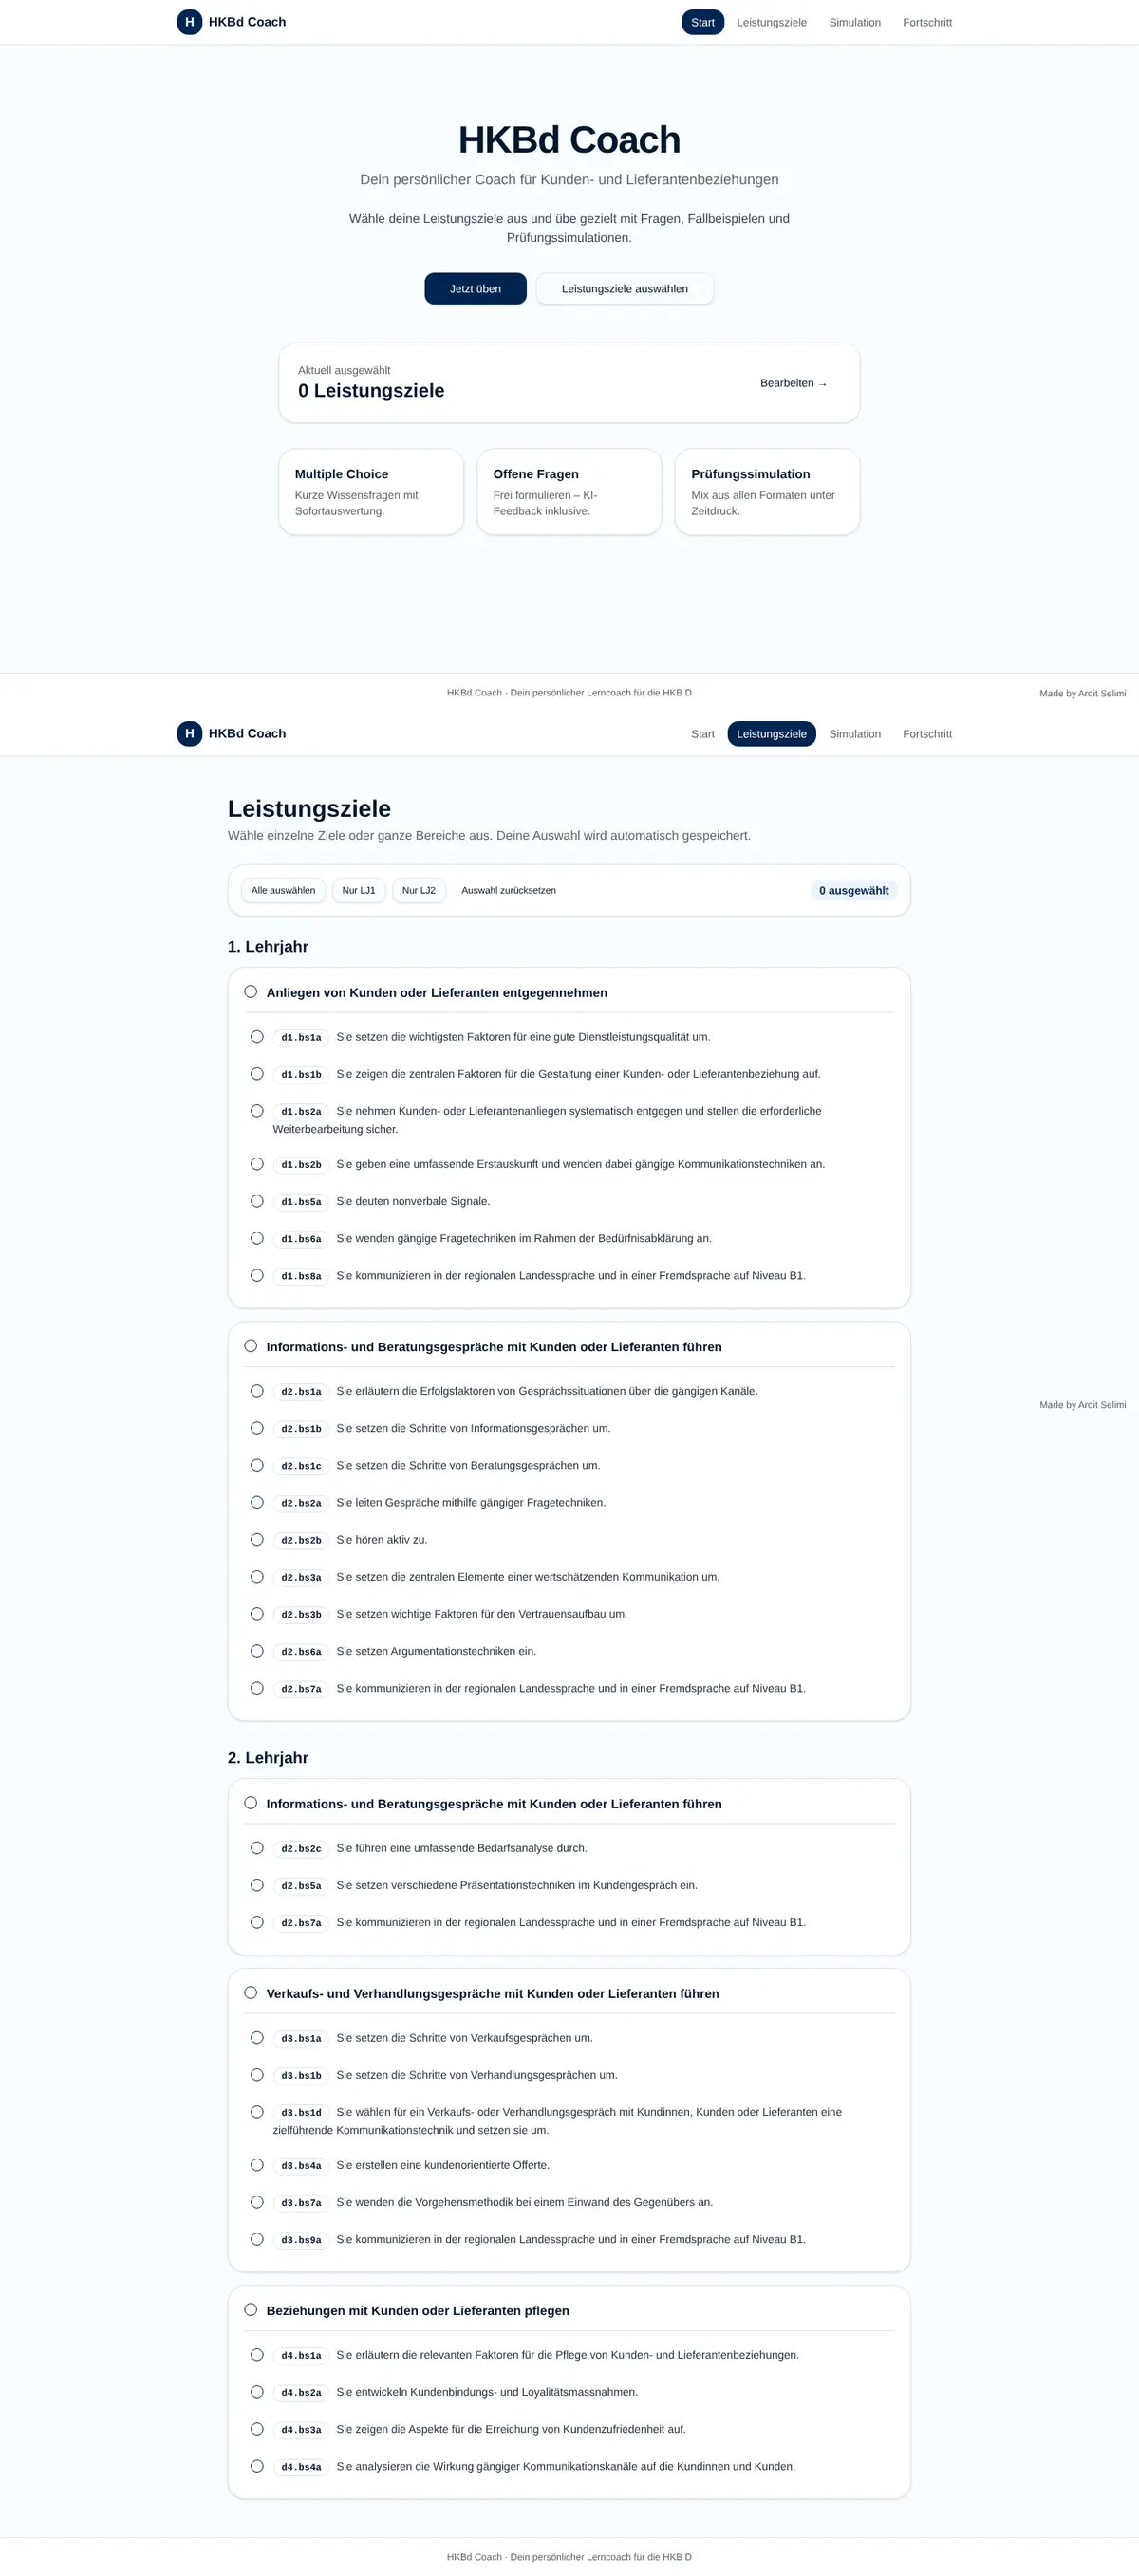 H HKBd Coach
Start Leistungsziele Simulation Fortschritt
HKBd Coach
Dein persönlicher Coach für Kunden- und Lieferantenbeziehungen
Wähle deine Leistungsziele aus und übe gezielt mit Fragen, Fallbeispielen und
Prüfungssimulationen.
Jetzt üben Leistungsziele auswählen
Aktuell ausgewählt
0 Leistungsziele
Bearbeiten →
Multiple Choice
Kurze Wissensfragen mit
Sofortauswertung.
Offene Fragen
Frei formulieren – KI-
Feedback inklusive.
Prüfungssimulation
Mix aus allen Formaten unter
Zeitdruck.
HKBd Coach · Dein persönlicher Lerncoach für die HKB D
Made by Ardit Selimi
H HKBd Coach
Start Leistungsziele Simulation Fortschritt
Leistungsziele
Wähle einzelne Ziele oder ganze Bereiche aus. Deine Auswahl wird automatisch gespeichert.
Alle auswählen Nur LJ1 Nur LJ2 Auswahl zurücksetzen 0 ausgewählt
1. Lehrjahr
Anliegen von Kunden oder Lieferanten entgegennehmen
d1.bs1a Sie setzen die wichtigsten Faktoren für eine gute Dienstleistungsqualität um.
d1.bs1b Sie zeigen die zentralen Faktoren für die Gestaltung einer Kunden- oder Lieferantenbeziehung auf.
d1.bs2a Sie nehmen Kunden- oder Lieferantenanliegen systematisch entgegen und stellen die erforderliche
Weiterbearbeitung sicher.
d1.bs2b Sie geben eine umfassende Erstauskunft und wenden dabei gängige Kommunikationstechniken an.
d1.bs5a Sie deuten nonverbale Signale.
d1.bs6a Sie wenden gängige Fragetechniken im Rahmen der Bedürfnisabklärung an.
d1.bs8a Sie kommunizieren in der regionalen Landessprache und in einer Fremdsprache auf Niveau B1.
Informations- und Beratungsgespräche mit Kunden oder Lieferanten führen
d2.bs1a Sie erläutern die Erfolgsfaktoren von Gesprächssituationen über die gängigen Kanäle.
Made by Ardit Selimi
d2.bs1b Sie setzen die Schritte von Informationsgesprächen um.
d2.bs1c Sie setzen die Schritte von Beratungsgesprächen um.
d2.bs2a Sie leiten Gespräche mithilfe gängiger Fragetechniken.
d2.bs2b Sie hören aktiv zu.
d2.bs3a Sie setzen die zentralen Elemente einer wertschätzenden Kommunikation um.
d2.bs3b Sie setzen wichtige Faktoren für den Vertrauensaufbau um.
d2.bs6a Sie setzen Argumentationstechniken ein.
d2.bs7a Sie kommunizieren in der regionalen Landessprache und in einer Fremdsprache auf Niveau B1.
2. Lehrjahr
Informations- und Beratungsgespräche mit Kunden oder Lieferanten führen
d2.bs2c Sie führen eine umfassende Bedarfsanalyse durch.
d2.bs5a Sie setzen verschiedene Präsentationstechniken im Kundengespräch ein.
d2.bs7a Sie kommunizieren in der regionalen Landessprache und in einer Fremdsprache auf Niveau B1.
Verkaufs- und Verhandlungsgespräche mit Kunden oder Lieferanten führen
d3.bs1a Sie setzen die Schritte von Verkaufsgesprächen um.
d3.bs1b Sie setzen die Schritte von Verhandlungsgesprächen um.
d3.bs1d Sie wählen für ein Verkaufs- oder Verhandlungsgespräch mit Kundinnen, Kunden oder Lieferanten eine
zielführende Kommunikationstechnik und setzen sie um.
d3.bs4a Sie erstellen eine kundenorientierte Offerte.
d3.bs7a Sie wenden die Vorgehensmethodik bei einem Einwand des Gegenübers an.
d3.bs9a Sie kommunizieren in der regionalen Landessprache und in einer Fremdsprache auf Niveau B1.
Beziehungen mit Kunden oder Lieferanten pflegen
d4.bs1a Sie erläutern die relevanten Faktoren für die Pflege von Kunden- und Lieferantenbeziehungen.
d4.bs2a Sie entwickeln Kundenbindungs- und Loyalitätsmassnahmen.
d4.bs3a Sie zeigen die Aspekte für die Erreichung von Kundenzufriedenheit auf.
d4.bs4a Sie analysieren die Wirkung gängiger Kommunikationskanäle auf die Kundinnen und Kunden.
HKBd Coach · Dein persönlicher Lerncoach für die HKB D